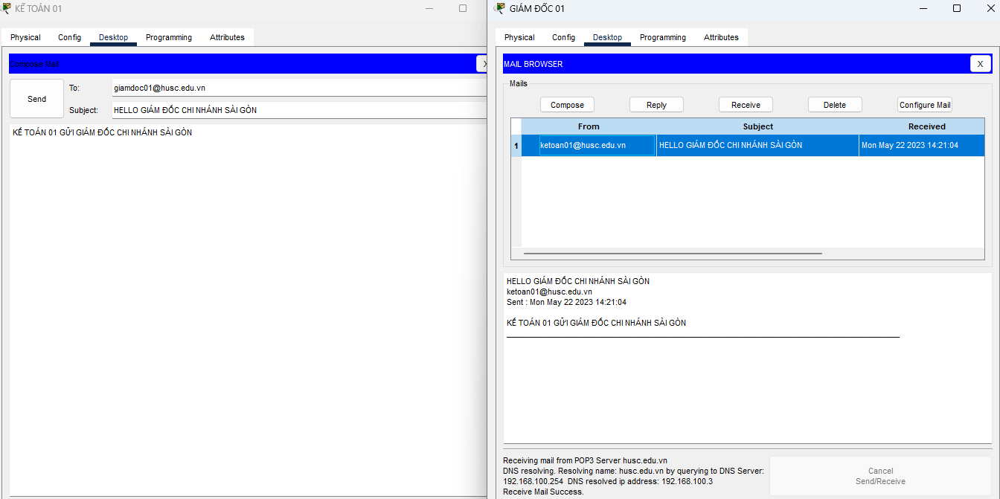 KẾ TOÁN 01
Physical Config Desktop Programming Attributes
Compose Mail
X
Send
To:
giamdoc01@husc.edu.vn
Subject:
HELLO GIÁM ĐỐC CHI NHÁNH SÀI GÒN
KẾ TOÁN 01 GỬI GIÁM ĐỐC CHI NHÁNH SÀI GÒN
GIÁM ĐỐC 01
Physical Config Desktop Programming Attributes
MAIL BROWSER
X
Mails
Compose Reply Receive Delete Configure Mail
From Subject Received
1 ketoan01@husc.edu.vn HELLO GIÁM ĐỐC CHI NHÁNH SÀI GÒN Mon May 22 2023 14:21:04
HELLO GIÁM ĐỐC CHI NHÁNH SÀI GÒN
ketoan01@husc.edu.vn
Sent : Mon May 22 2023 14:21:04
KẾ TOÁN 01 GỬI GIÁM ĐỐC CHI NHÁNH SÀI GÒN
Receiving mail from POP3 Server husc.edu.vn
DNS resolving. Resolving name: husc.edu.vn by querying to DNS Server:
192.168.100.254 DNS resolved ip address: 192.168.100.3
Receive Mail Success.
Cancel
Send/Receive